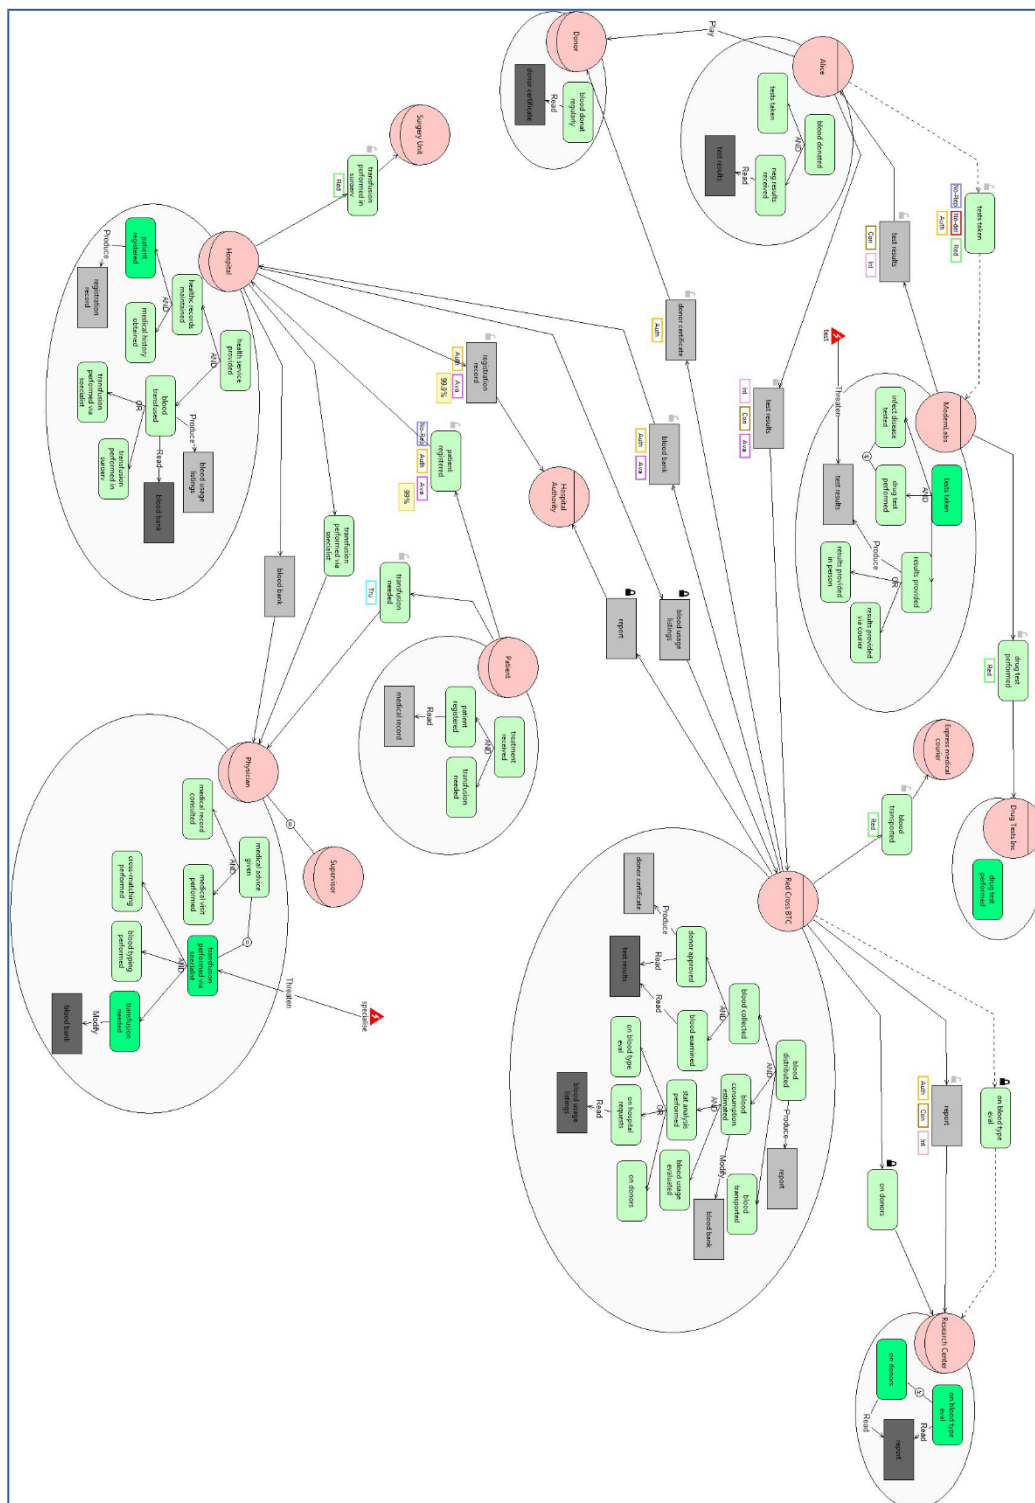 Donor
donor certificate
Read
blood donat
regularly
Play
Alice
tests taken
blood donated
AND
neg results
received
Read
test results
tests taken
No-Rep
No-del
Red
Auth
test results
Con
Int
ModernLabs
infect disease
tested
tests taken
AND
drug test
performed
test results
Produce
results provided
OR
results provided
in person
results provided
via courier
test
Threaten
drug test
performed
Red
Drug Tests Inc
drug test
performed
donor certificate
Auth
test results
Int
Con
Ava
blood bank
Auth
Ava
Surgery Unit
transfusion
performed in
surgery
Red
Hospital
patient
registered
Produce
registration
record
AND
healthc records
maintained
medical history
obtained
AND
health service
provided
blood
transfused
OR
transfusion
performed via
specialist
transfusion
performed in
surgery
Produce
blood usage
listings
Read
blood bank
registration
record
Auth
Ava
99.9%
Hospital
Authority
patient
registered
No-Rep
Auth
Ava
99%
transfusion
performed via
specialist
blood bank
transfusion
needed
Tru
report
blood usage
listings
Patient
treatment
received
AND
patient
registered
transfusion
needed
Read
medical record
Physician
Supervisor
medical advice
given
AND
medical record
consulted
medical visit
performed
transfusion
performed via
specialist
AND
cross-matching
performed
blood typing
performed
transfusion
needed
Modify
blood bank
Threaten
specialise
Express medical
courier
blood
transported
Red
Red Cross BTC
donor certificate
Produce
donor approved
Read
test results
Read
blood examined
AND
blood collected
blood
distributed
AND
Produce
report
blood
consumption
estimated
AND
Modify
blood bank
blood
transported
stat analysis
performed
blood usage
evaluated
OR
on blood type
eval
on hospital
requests
on donors
Read
blood usage
listings
on blood type
eval
report
Auth
Con
Int
on donors
Research Center
on donors
on blood type
eval
Read
Read
report